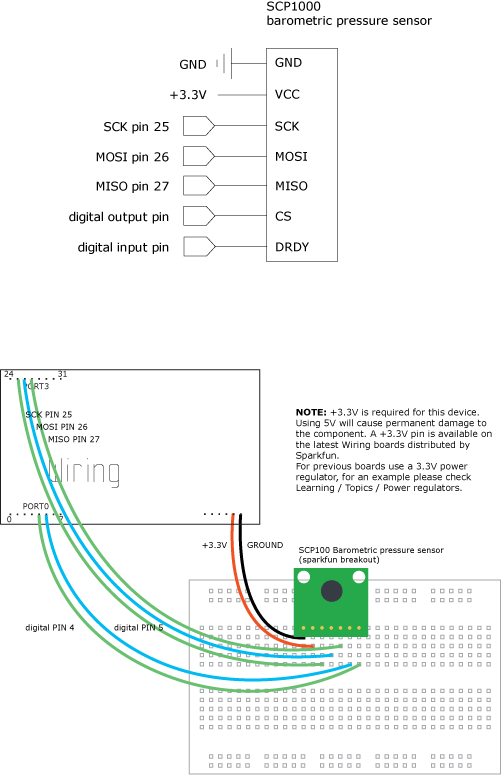 SCP1000
barometric pressure sensor
GND GND
+3.3V VCC
SCK pin 25 SCK
MOSI pin 26 MOSI
MISO pin 27 MISO
digital output pin CS
digital input pin DRDY
24 31
PORT3
SCK PIN 25
MOSI PIN 26
MISO PIN 27
Wiring
PORT0
0 7
NOTE: +3.3V is required for this device.
Using 5V will cause permanent damage to
the component. A +3.3V pin is available on
the latest Wiring boards distributed by
Sparkfun.
For previous boards use a 3.3V power
regulator, for an example please check
Learning / Topics / Power regulators.
+3.3V GROUND
SCP100 Barometric pressure sensor
(sparkfun breakout)
digital PIN 4 digital PIN 5